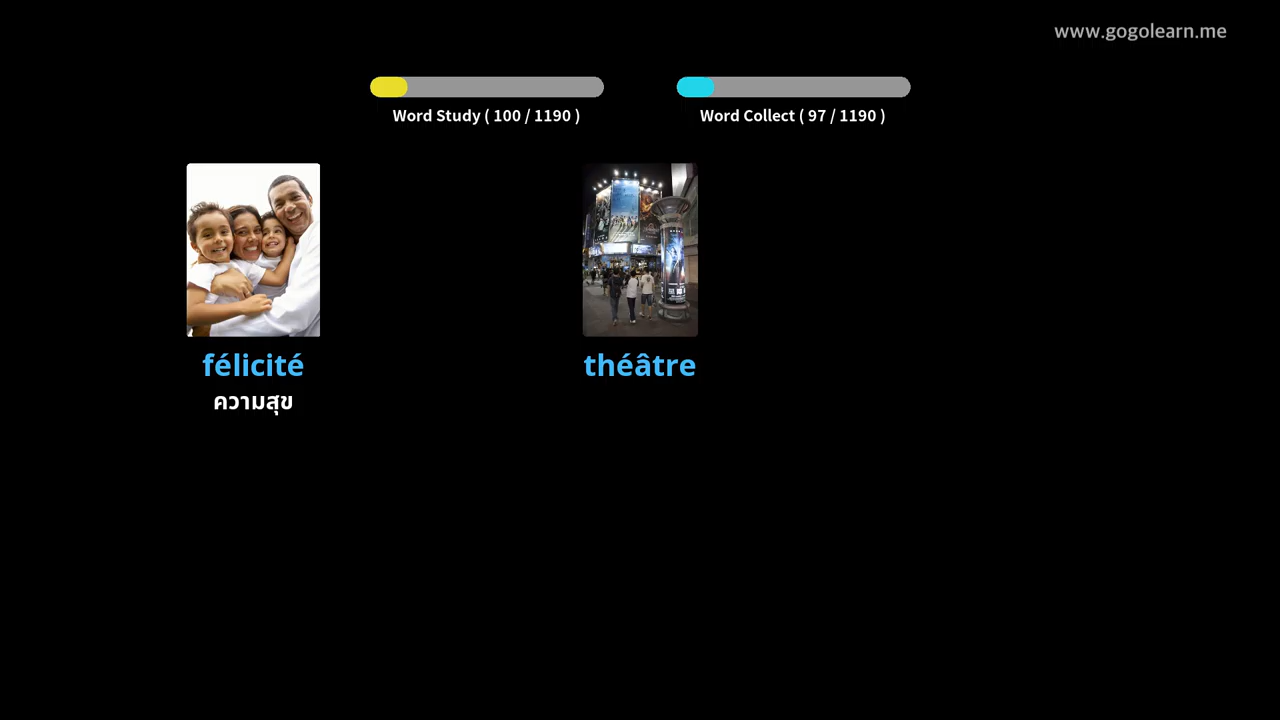 www.gogolearn.me
Word Study ( 100 / 1190 )
Word Collect ( 97 / 1190 )
félicité
ความสุข
théâtre